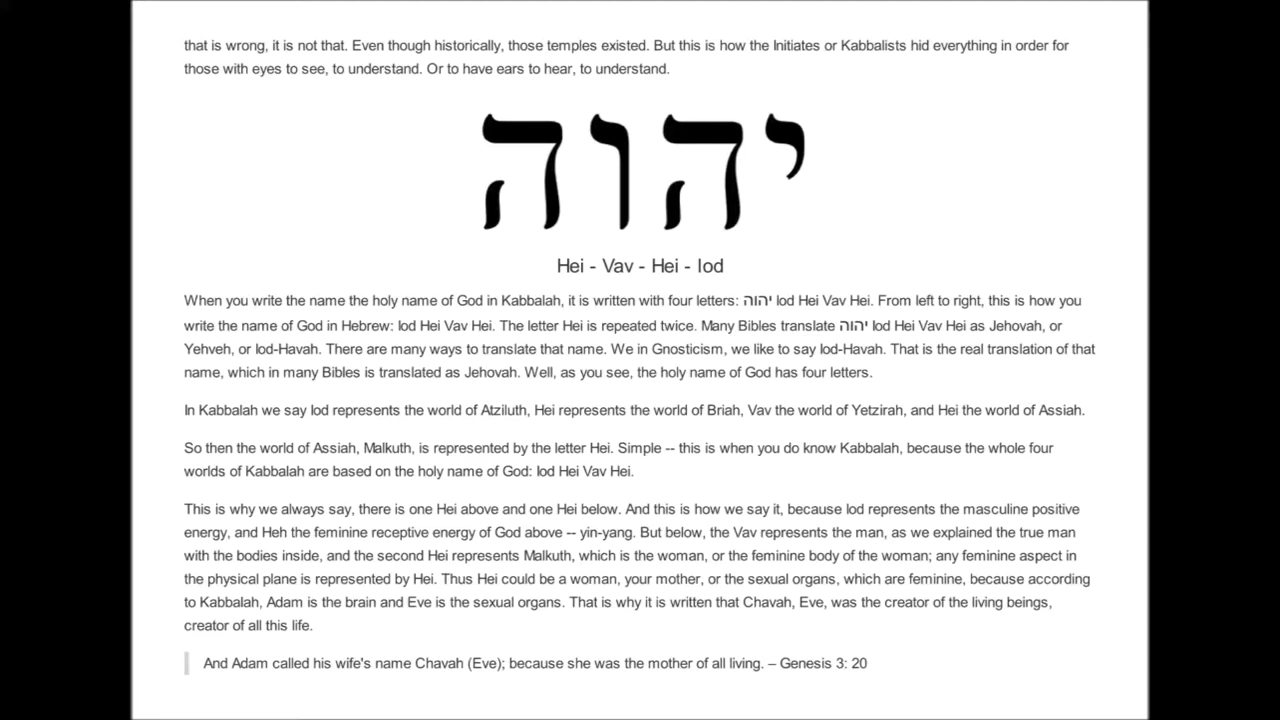 that is wrong, it is not that. Even though historically, those temples existed. But this is how the Initiates or Kabbalists hid everything in order for
those with eyes to see, to understand. Or to have ears to hear, to understand.
יהוה
Hei - Vav - Hei - Iod
When you write the name the holy name of God in Kabbalah, it is written with four letters: יהוה Iod Hei Vav Hei. From left to right, this is how you
write the name of God in Hebrew: Iod Hei Vav Hei. The letter Hei is repeated twice. Many Bibles translate יהוה Iod Hei Vav Hei as Jehovah, or
Yehveh, or Iod-Havah. There are many ways to translate that name. We in Gnosticism, we like to say Iod-Havah. That is the real translation of that
name, which in many Bibles is translated as Jehovah. Well, as you see, the holy name of God has four letters.
In Kabbalah we say Iod represents the world of Atziluth, Hei represents the world of Briah, Vav the world of Yetzirah, and Hei the world of Assiah.
So then the world of Assiah, Malkuth, is represented by the letter Hei. Simple -- this is when you do know Kabbalah, because the whole four
worlds of Kabbalah are based on the holy name of God: Iod Hei Vav Hei.
This is why we always say, there is one Hei above and one Hei below. And this is how we say it, because Iod represents the masculine positive
energy, and Heh the feminine receptive energy of God above -- yin-yang. But below, the Vav represents the man, as we explained the true man
with the bodies inside, and the second Hei represents Malkuth, which is the woman, or the feminine body of the woman; any feminine aspect in
the physical plane is represented by Hei. Thus Hei could be a woman, your mother, or the sexual organs, which are feminine, because according
to Kabbalah, Adam is the brain and Eve is the sexual organs. That is why it is written that Chavah, Eve, was the creator of the living beings,
creator of all this life.
And Adam called his wife's name Chavah (Eve); because she was the mother of all living. – Genesis 3: 20